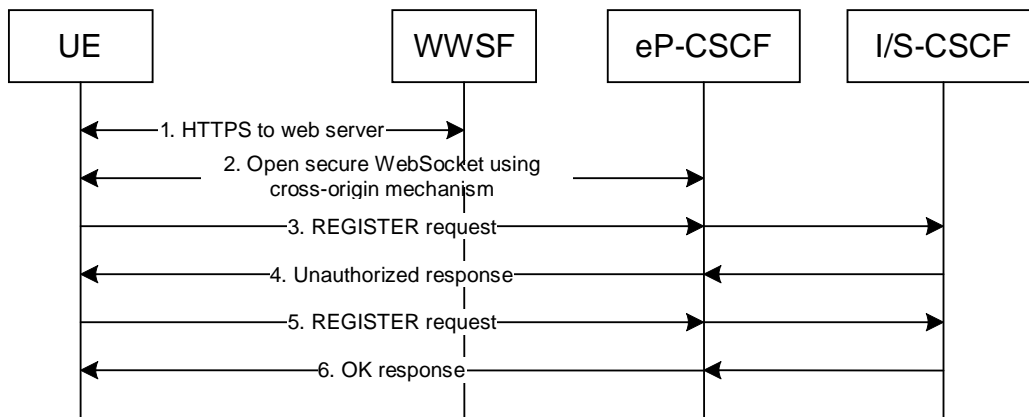 UE
WWSF
eP-CSCF
I/S-CSCF
1. HTTPS to web server
2. Open secure WebSocket using
cross-origin mechanism
3. REGISTER request
4. Unauthorized response
5. REGISTER request
6. OK response